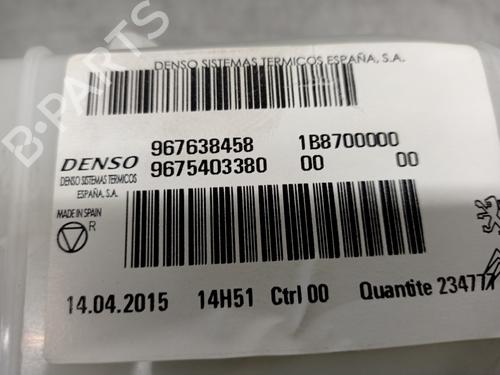 DENSO SISTEMAS TERMICOS ESPAÑA, S.A.
967638458 1B8700000
DENSO 9675403380 00 00
DENSO SISTEMAS TERMICOS
ESPAÑA, S.A.
MADE IN SPAIN
R
14.04.2015 14H51 Ctrl 00 Quantite 23477
B-PARTS